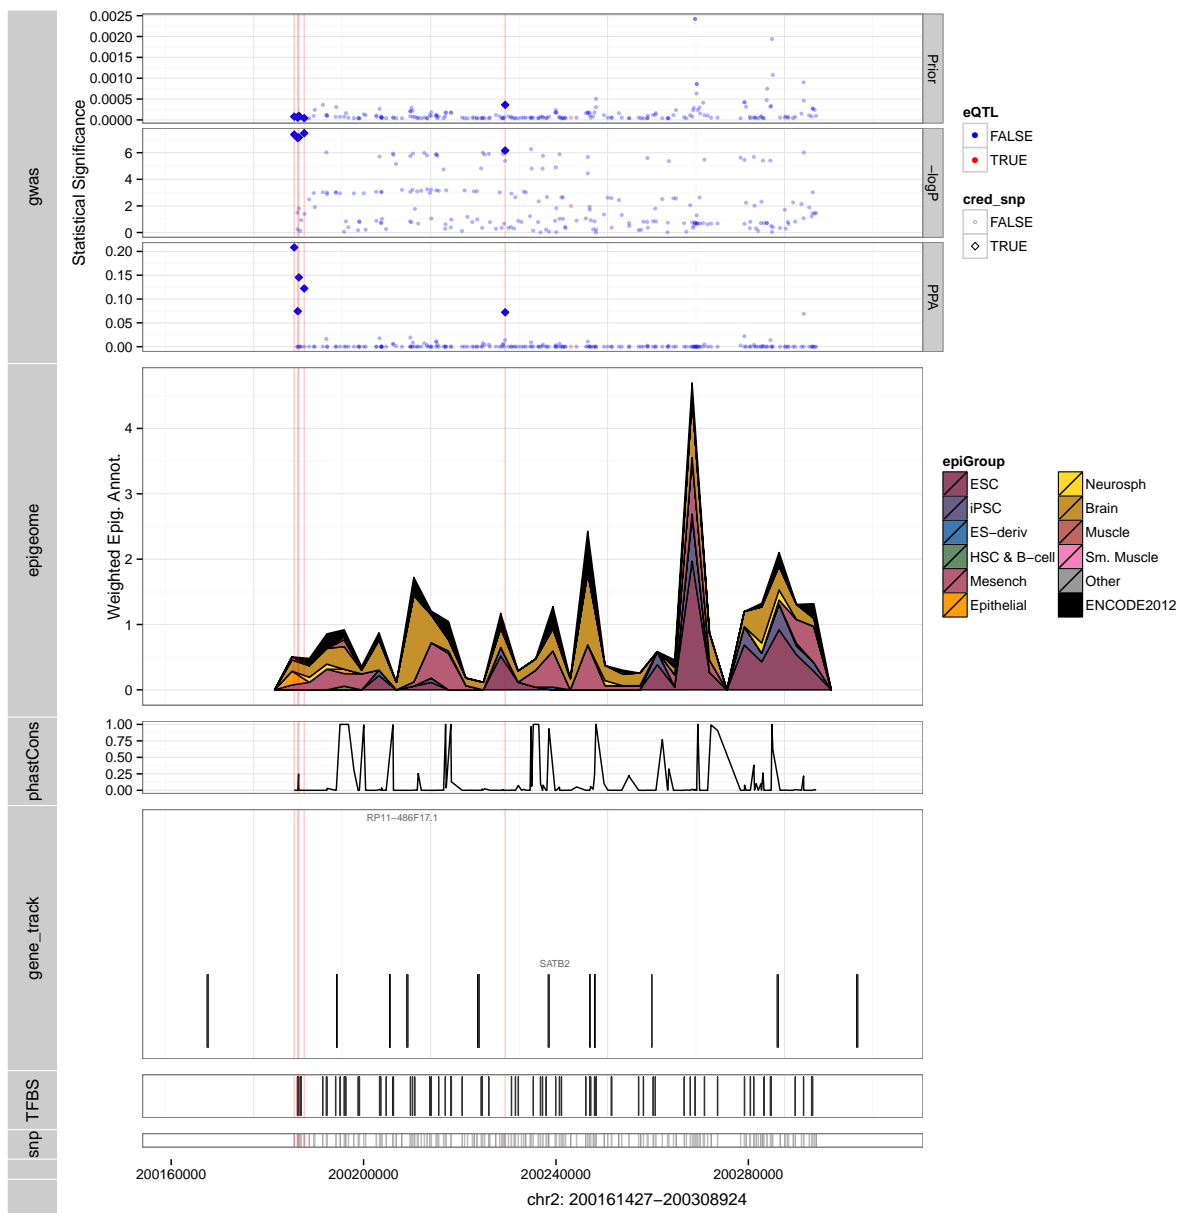 gwas
Statistical Significance
0.0025
0.0020
0.0015
0.0010
0.0005
0.0000
Prior
6
4
2
0
−logP
0.20
0.15
0.10
0.05
0.00
PPA
eQTL
FALSE
TRUE
cred_snp
FALSE
TRUE
epigeome
Weighted Epig. Annot.
4
3
2
1
0
epiGroup
ESC
iPSC
ES−deriv
HSC & B−cell
Mesench
Epithelial
Neurosph
Brain
Muscle
Sm. Muscle
Other
ENCODE2012
phastCons
1.00
0.75
0.50
0.25
0.00
gene_track
RP11−486F17.1
SATB2
TFBS
snp
200160000
200200000
200240000
200280000
chr2: 200161427−200308924